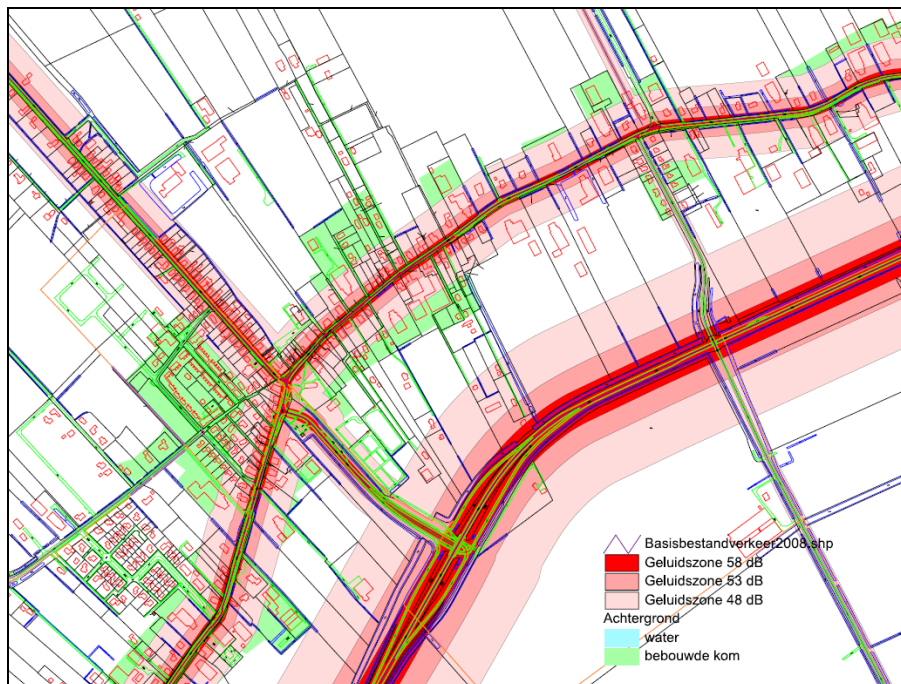 Basisbestandverkeer2008.shp
Geluidszone 58 dB
Geluidszone 53 dB
Geluidszone 48 dB
Achtergrond
water
bebouwde kom